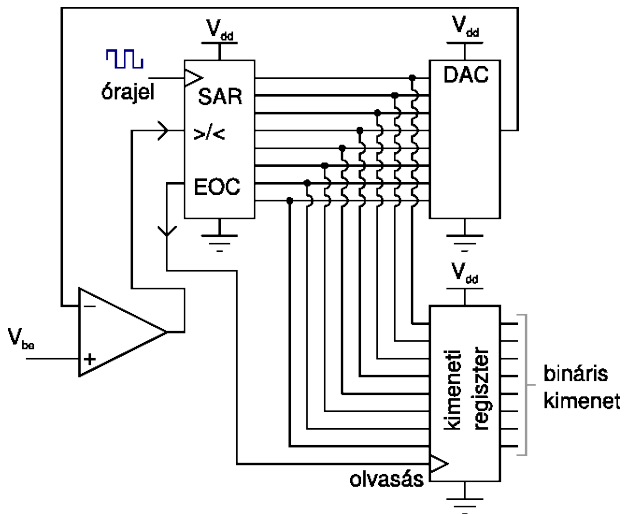 Vdd
Vdd
órajel
SAR
DAC
>/<
EOC
Vdd
−
Vbe
+
kimeneti
regiszter
bináris
kimenet
olvasás